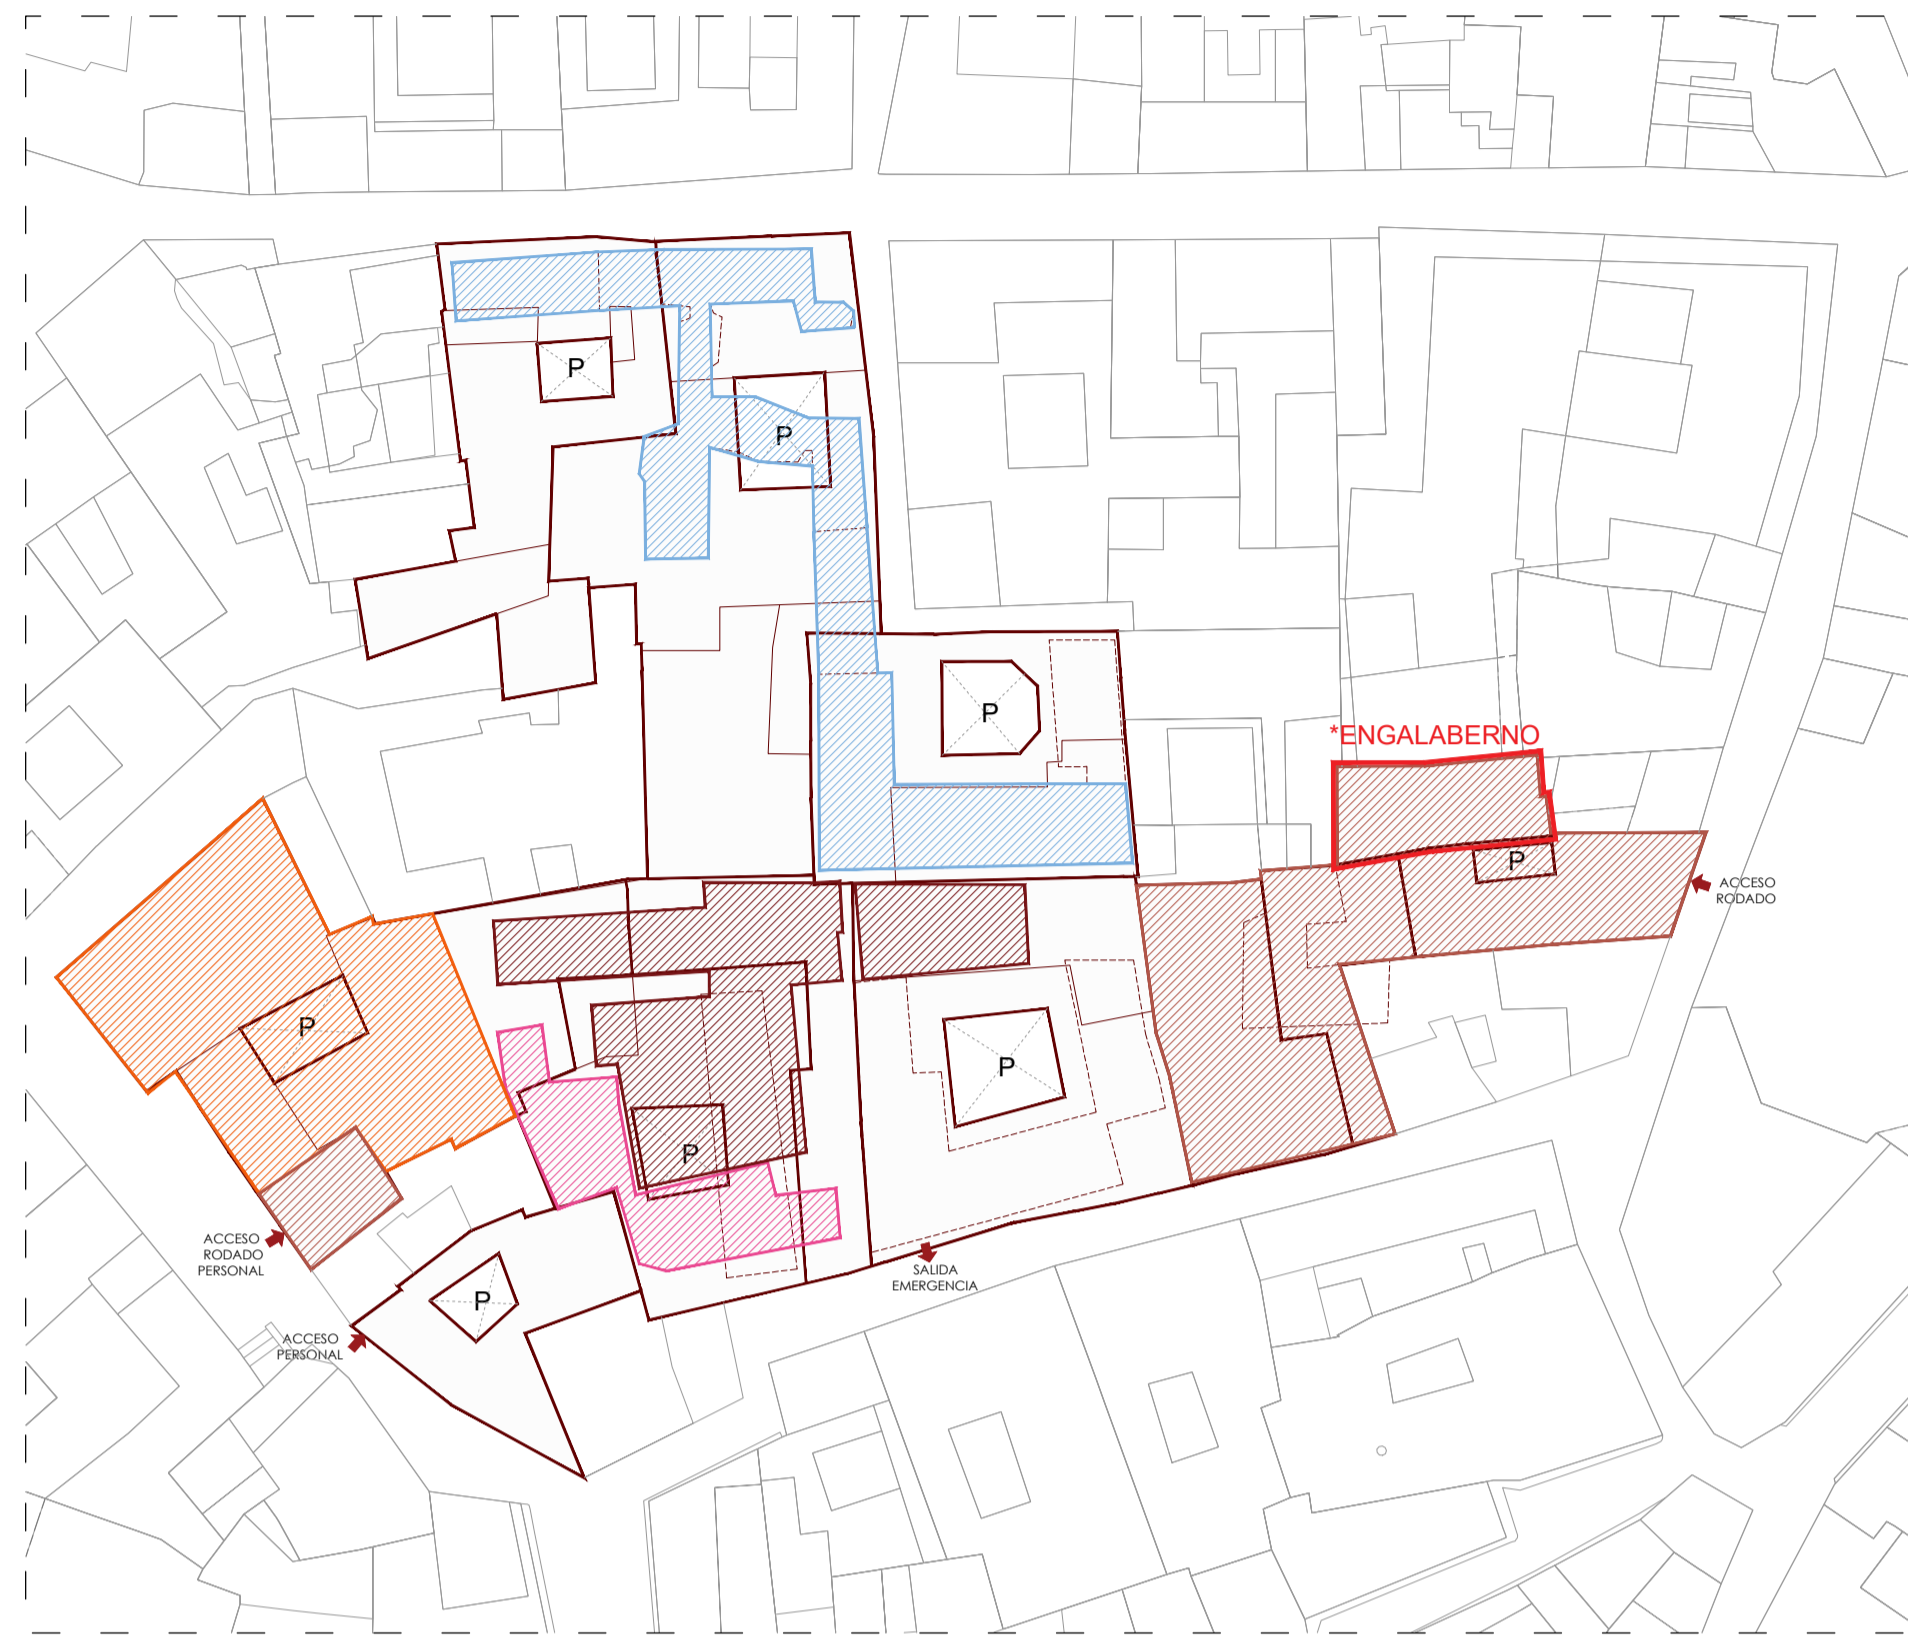 P
P
P
*ENGALABERNO
P
ACCESO
RODADO
P
P
P
ACCESO
RODADO
PERSONAL
SALIDA
EMERGENCIA
P
ACCESO
PERSONAL